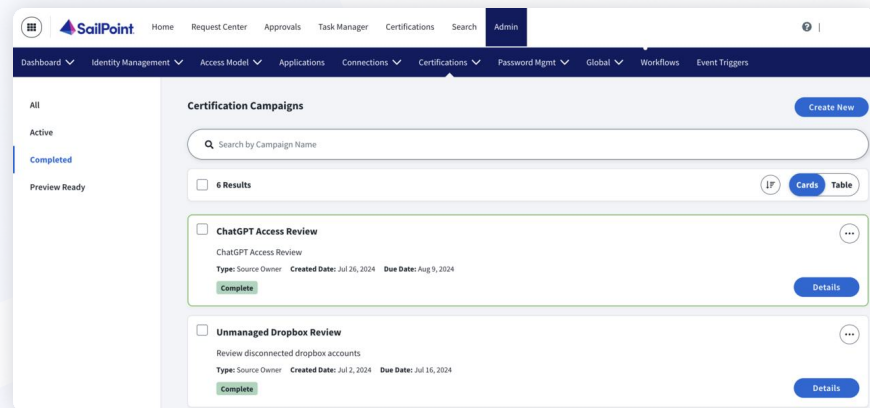 SailPoint Home Request Center Approvals Task Manager Certifications Search Admin
Dashboard Identity Management Access Model Applications Connections Certifications Password Mgmt Global Workflows Event Triggers
All
Active
Completed
Preview Ready
Certification Campaigns
Create New
Search by Campaign Name
6 Results
Cards Table
ChatGPT Access Review
ChatGPT Access Review
Type: Source Owner Created Date: Jul 26, 2024 Due Date: Aug 9, 2024
Complete
Details
Unmanaged Dropbox Review
Review disconnected dropbox accounts
Type: Source Owner Created Date: Jul 2, 2024 Due Date: Jul 16, 2024
Complete
Details